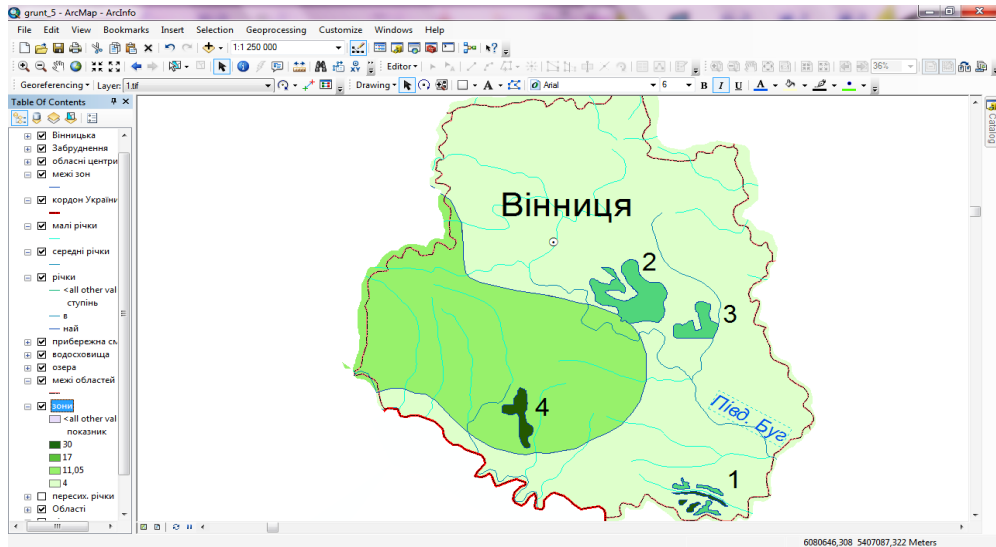 grunt_5 - ArcMap - ArcInfo
File Edit View Bookmarks Insert Selection Geoprocessing Customize Windows Help
1:1 250 000
Editor 36%
Georeferencing Layer: 1.tif Drawing A Arial 6 B I U A
Table Of Contents
Catalog
Вінницька
Забруднення
обласні центри
межі зон
кордон України
малі річки
середні річки
річки
<all other val
ступінь
в
най
прибережна см
водосховища
озера
межі областей
зони
<all other val
показник
30
17
11,05
4
пересих. річки
Області
Вінниця
2
3
4
Півд. Буг
1
6080646,308 5407087,322 Meters